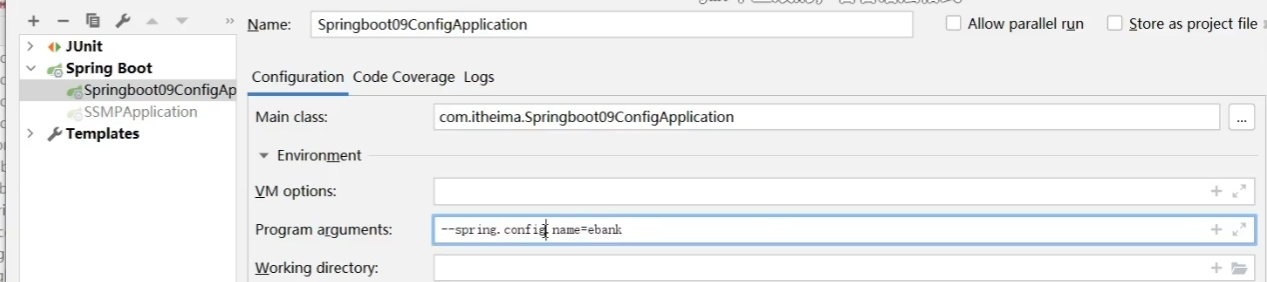 Name: Springboot09ConfigApplication Allow parallel run Store as project file
JUnit
Spring Boot
Springboot09ConfigAp
SSMPApplication
Templates
Configuration Code Coverage Logs
Main class: com.itheima.Springboot09ConfigApplication ...
Environment
VM options:
Program arguments: --spring.config.name=ebank
Working directory: